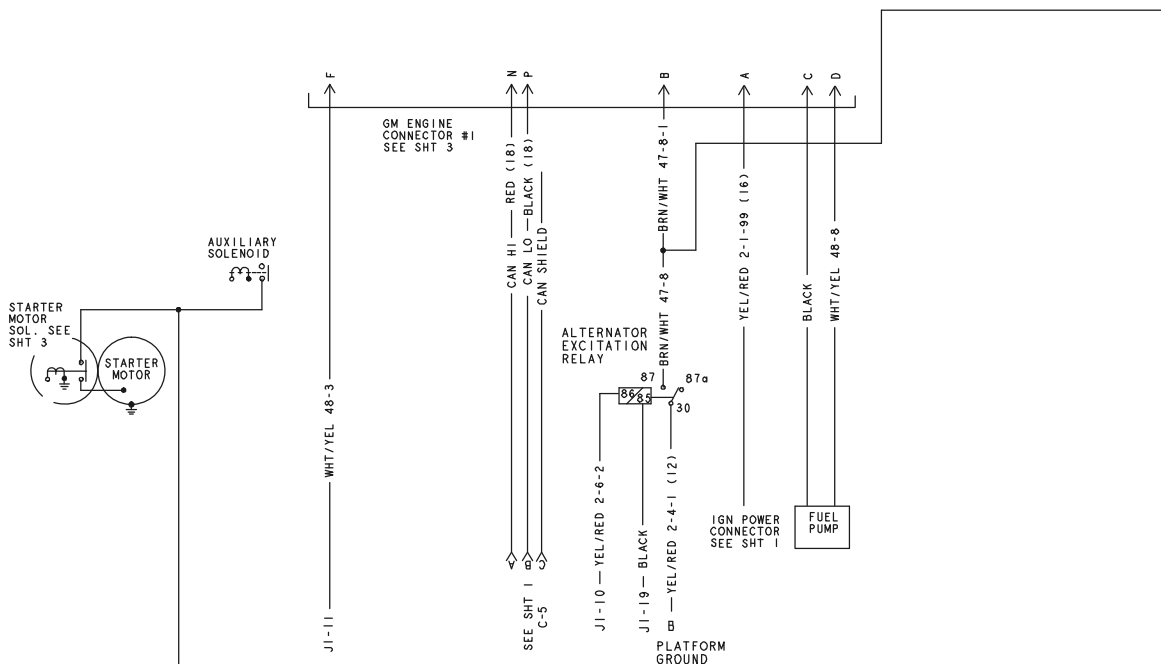 F
N
P
B
A
C
D
GM ENGINE
CONNECTOR #1
SEE SHT 3
WHT/YEL 48-3
J1-11
CAN HI
RED (18)
CAN LO
BLACK (18)
CAN SHIELD
A
B
C
SEE SHT 1
C-5
BRN/WHT 47-8-1
BRN/WHT 47-8
YEL/RED 2-1-99 (16)
BLACK
WHT/YEL 48-8
AUXILIARY
SOLENOID
STARTER
MOTOR
SOL. SEE
SHT 3
STARTER
MOTOR
ALTERNATOR
EXCITATION
RELAY
87
87a
86
85
30
J1-10
YEL/RED 2-6-2
J1-19
BLACK
B
YEL/RED 2-4-1 (12)
PLATFORM
GROUND
IGN POWER
CONNECTOR
SEE SHT 1
FUEL
PUMP